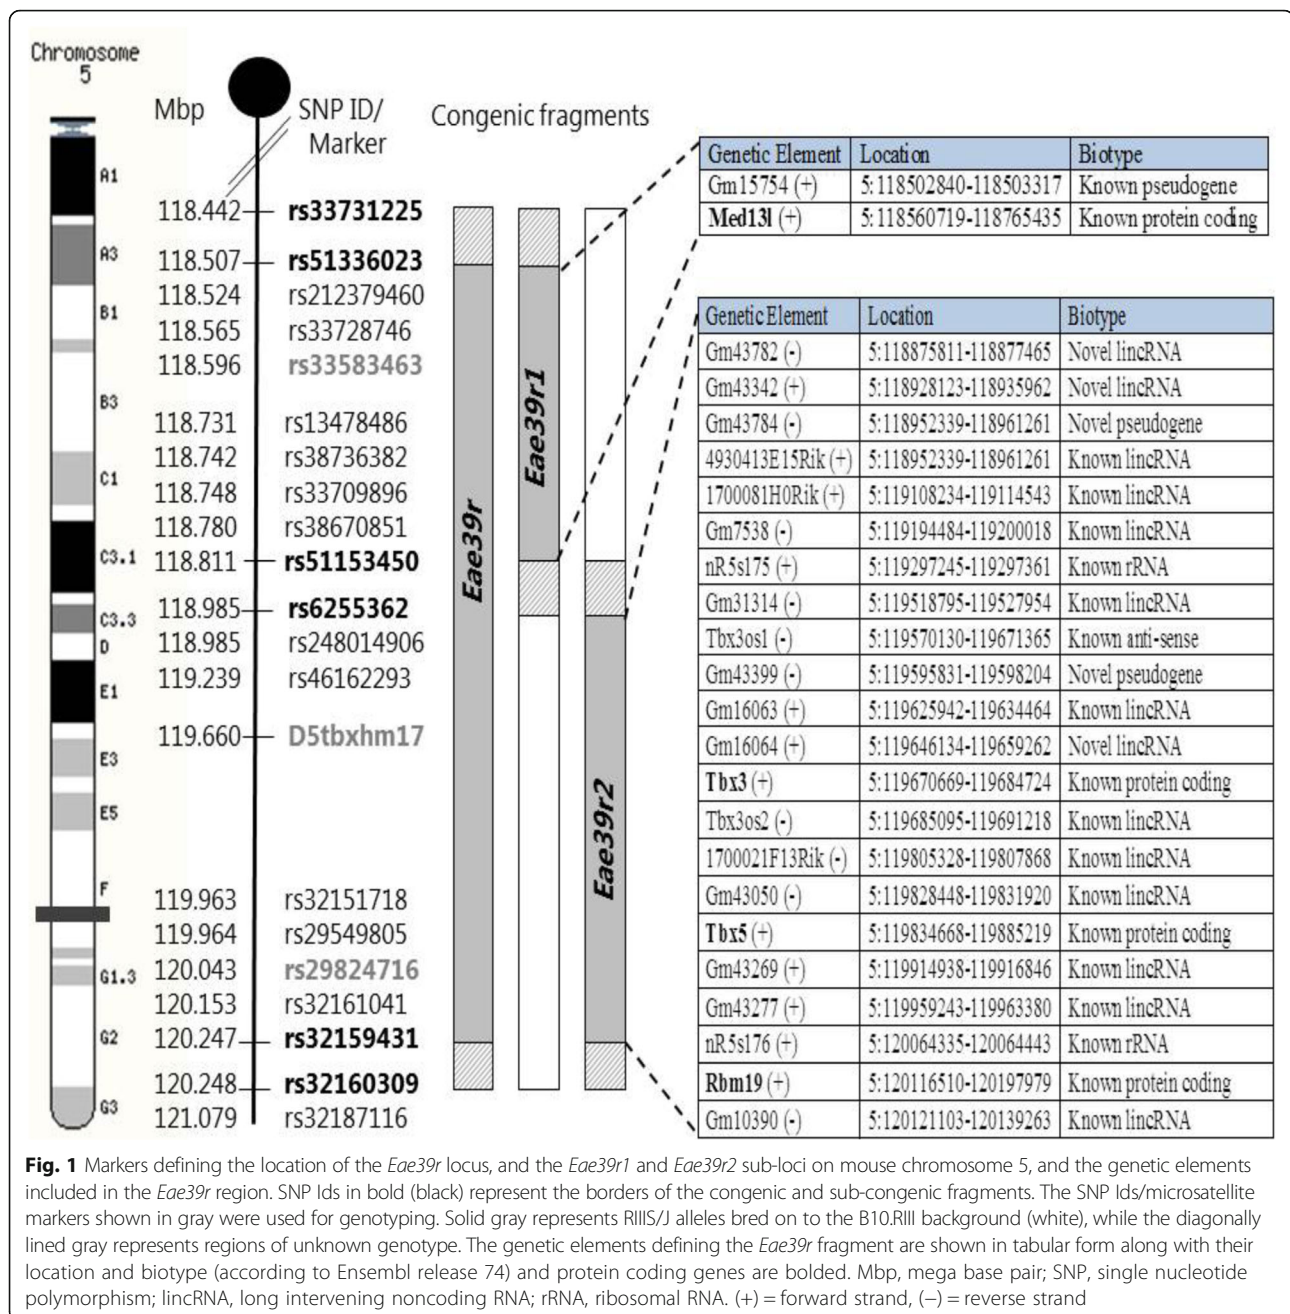 Chromosome
5
A1
A3
B1
B3
C1
C3.1
C3.3
D
E1
E3
E5
F
G1.3
G2
G3
Mbp SNP ID/
Marker
118.442 rs33731225
118.507 rs51336023
118.524 rs212379460
118.565 rs33728746
118.596 rs33583463
118.731 rs13478486
118.742 rs38736382
118.748 rs33709896
118.780 rs38670851
118.811 rs51153450
118.985 rs6255362
118.985 rs248014906
119.239 rs46162293
119.660 D5tbxhm17
119.963 rs32151718
119.964 rs29549805
120.043 rs29824716
120.153 rs32161041
120.247 rs32159431
120.248 rs32160309
121.079 rs32187116
Congenic fragments
Eae39r
Eae39r1
Eae39r2
Genetic Element Location Biotype
Gm15754 (+) 5:118502840-118503317 Known pseudogene
Med13l (+) 5:118560719-118765435 Known protein coding
Genetic Element Location Biotype
Gm43782 (-) 5:118875811-118877465 Novel lincRNA
Gm43342 (+) 5:118928123-118935962 Novel lincRNA
Gm43784 (-) 5:118952339-118961261 Novel pseudogene
4930413E15Rik (+) 5:118952339-118961261 Known lincRNA
1700081H0Rik (+) 5:119108234-119114543 Known lincRNA
Gm7538 (-) 5:119194484-119200018 Known lincRNA
nR5s175 (+) 5:119297245-119297361 Known rRNA
Gm31314 (-) 5:119518795-119527954 Known lincRNA
Tbx3os1 (-) 5:119570130-119671365 Known anti-sense
Gm43399 (-) 5:119595831-119598204 Novel pseudogene
Gm16063 (+) 5:119625942-119634464 Known lincRNA
Gm16064 (+) 5:119646134-119659262 Novel lincRNA
Tbx3 (+) 5:119670669-119684724 Known protein coding
Tbx3os2 (-) 5:119685095-119691218 Known lincRNA
1700021F13Rik (-) 5:119805328-119807868 Known lincRNA
Gm43050 (-) 5:119828448-119831920 Known lincRNA
Tbx5 (+) 5:119834668-119885219 Known protein coding
Gm43269 (+) 5:119914938-119916846 Known lincRNA
Gm43277 (+) 5:119959243-119963380 Known lincRNA
nR5s176 (+) 5:120064335-120064443 Known rRNA
Rbm19 (+) 5:120116510-120197979 Known protein coding
Gm10390 (-) 5:120121103-120139263 Known lincRNA
Fig. 1 Markers defining the location of the Eae39r locus, and the Eae39r1 and Eae39r2 sub-loci on mouse chromosome 5, and the genetic elements
included in the Eae39r region. SNP Ids in bold (black) represent the borders of the congenic and sub-congenic fragments. The SNP Ids/microsatellite
markers shown in gray were used for genotyping. Solid gray represents RIIIS/J alleles bred on to the B10.RIII background (white), while the diagonally
lined gray represents regions of unknown genotype. The genetic elements defining the Eae39r fragment are shown in tabular form along with their
location and biotype (according to Ensembl release 74) and protein coding genes are bolded. Mbp, mega base pair; SNP, single nucleotide
polymorphism; lincRNA, long intervening noncoding RNA; rRNA, ribosomal RNA. (+) = forward strand, (−) = reverse strand